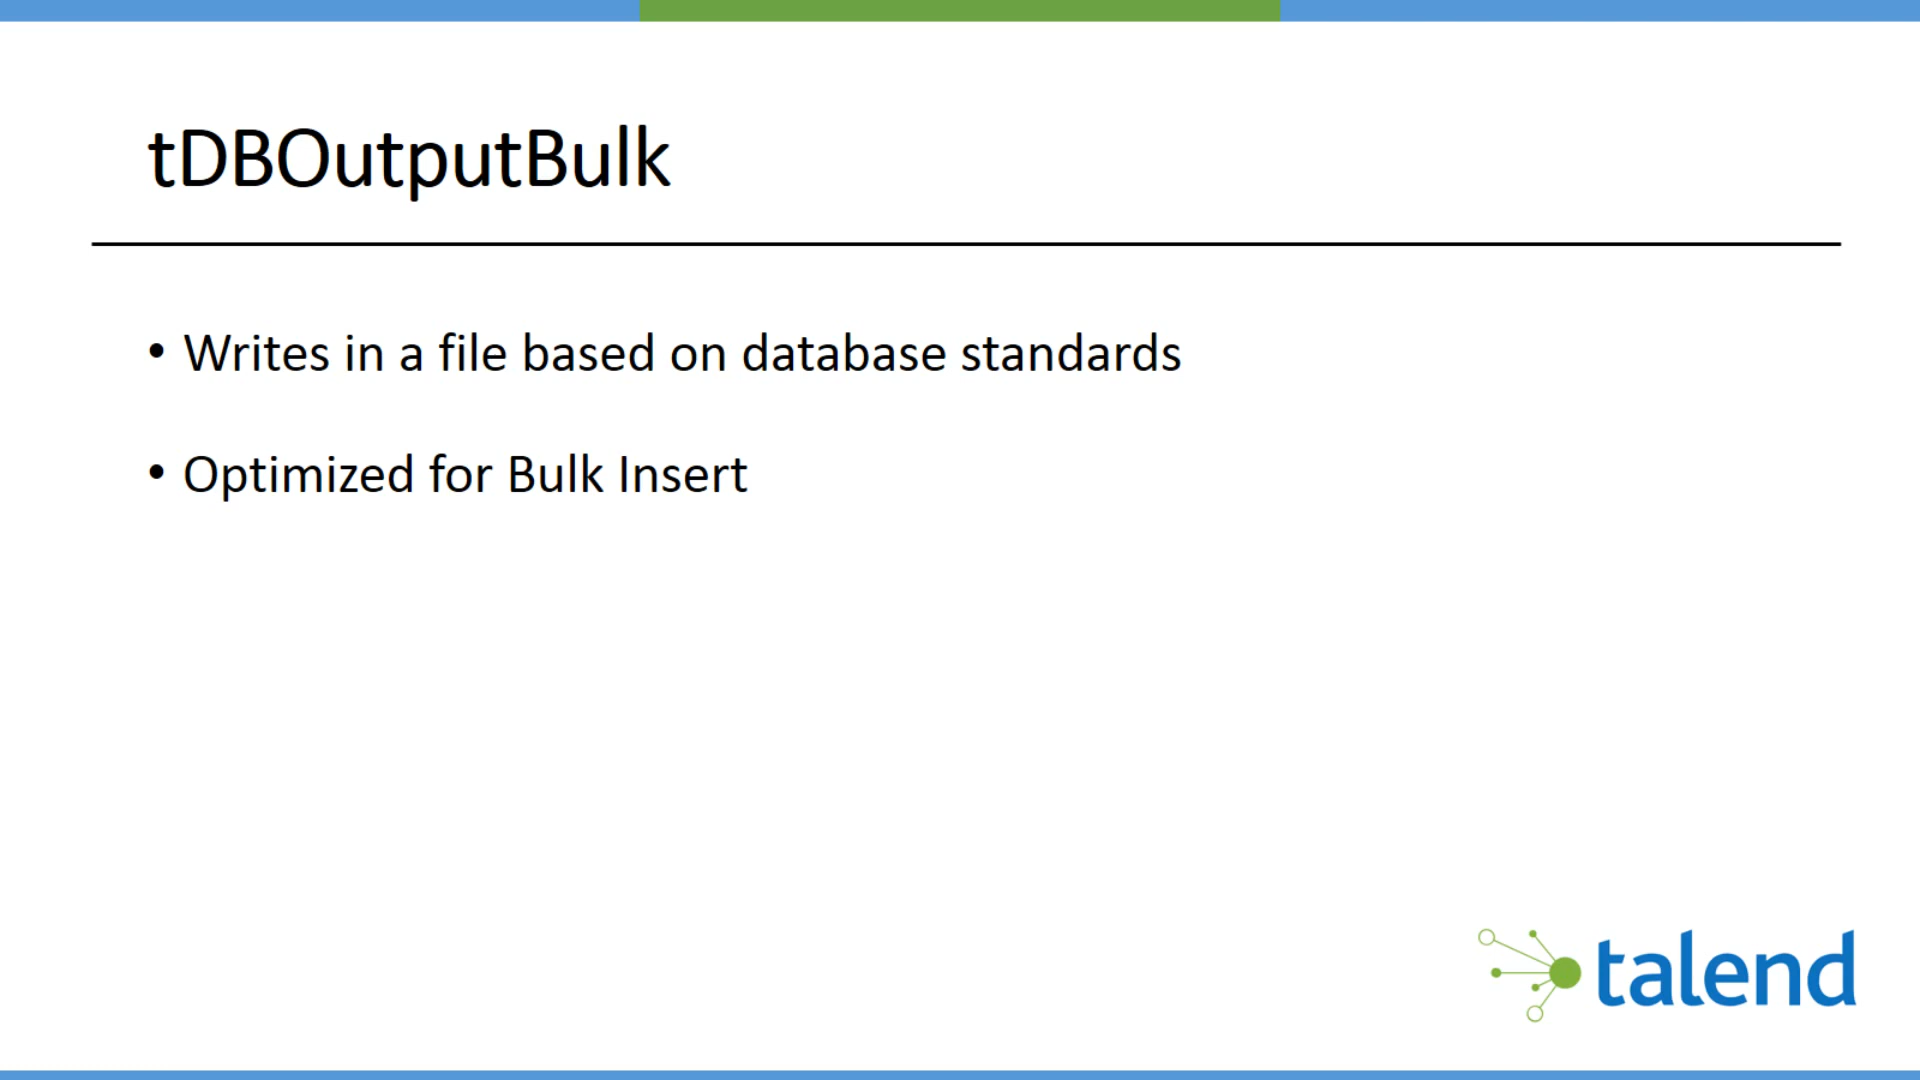 tDBOutputBulk
• Writes in a file based on database standards
• Optimized for Bulk Insert
talend